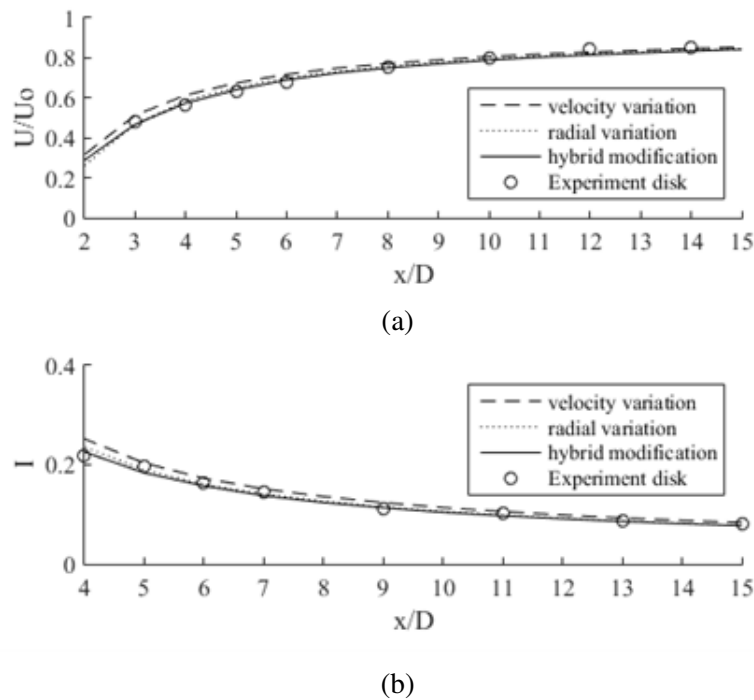 1
0.8
0.6
0.4
0.2
0
U/Uo
velocity variation
radial variation
hybrid modification
Experiment disk
2 3 4 5 6 7 8 9 10 11 12 13 14 15
x/D
(a)
0.4
0.2
0
I
velocity variation
radial variation
hybrid modification
Experiment disk
4 5 6 7 8 9 10 11 12 13 14 15
x/D
(b)